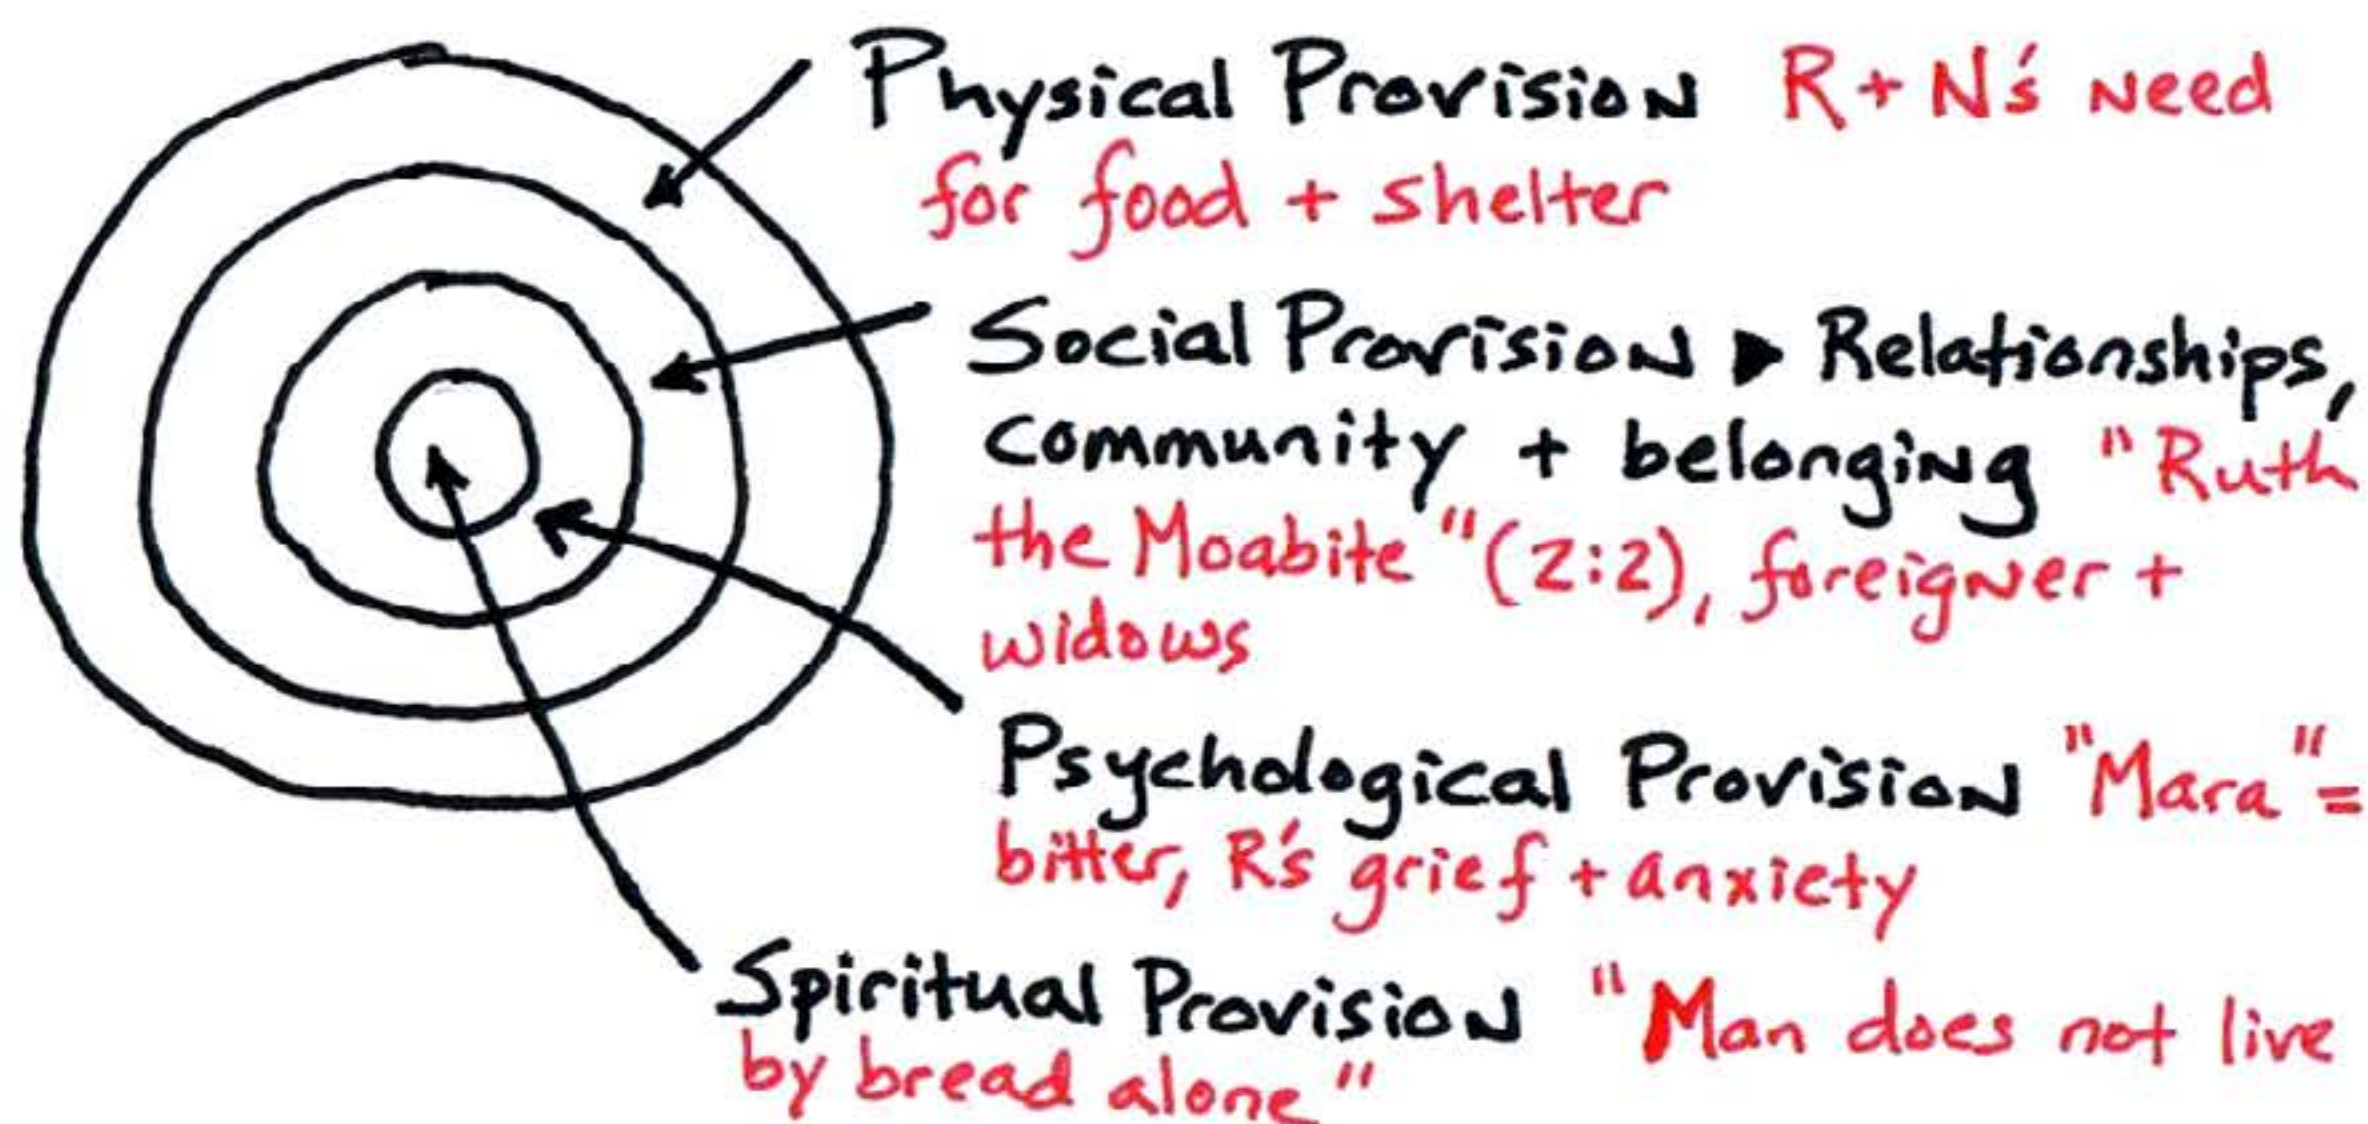 Physical Provision R + N's need
for food + shelter
Social Provision ▶ Relationships,
community + belonging "Ruth
the Moabite" (2:2), foreigner +
widows
Psychological Provision "Mara" =
bitter, R's grief + anxiety
Spiritual Provision "Man does not live
by bread alone"